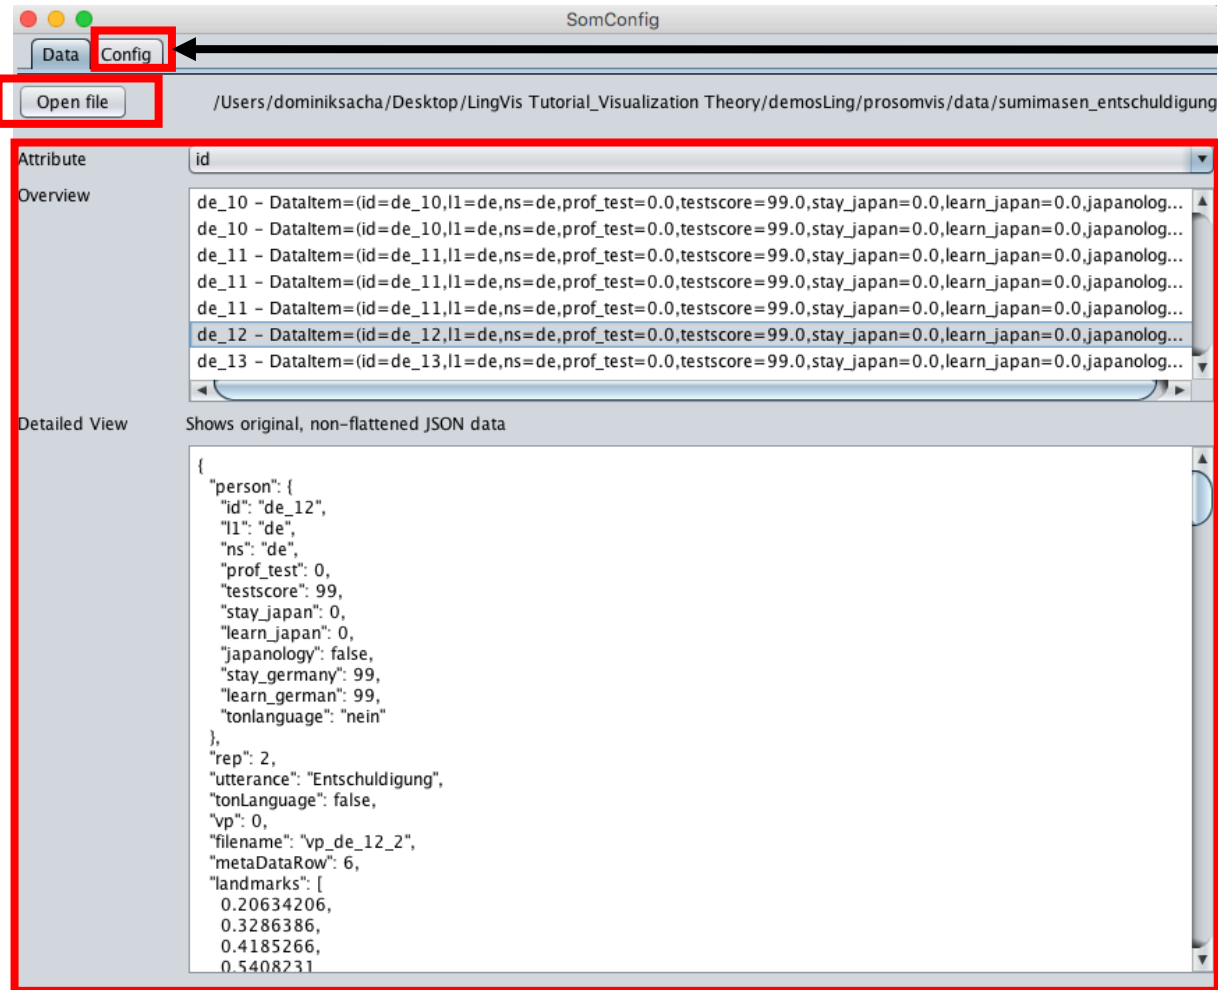 SomConfig
Data Config
Open file /Users/dominiksacha/Desktop/LingVis Tutorial_Visualization Theory/demosLing/prosomvis/data/sumimasen_entschuldigung
Attribute id
Overview
de_10 – DataItem=(id=de_10,l1=de,ns=de,prof_test=0.0,testscore=99.0,stay_japan=0.0,learn_japan=0.0,japanolog...
de_10 – DataItem=(id=de_10,l1=de,ns=de,prof_test=0.0,testscore=99.0,stay_japan=0.0,learn_japan=0.0,japanolog...
de_11 – DataItem=(id=de_11,l1=de,ns=de,prof_test=0.0,testscore=99.0,stay_japan=0.0,learn_japan=0.0,japanolog...
de_11 – DataItem=(id=de_11,l1=de,ns=de,prof_test=0.0,testscore=99.0,stay_japan=0.0,learn_japan=0.0,japanolog...
de_11 – DataItem=(id=de_11,l1=de,ns=de,prof_test=0.0,testscore=99.0,stay_japan=0.0,learn_japan=0.0,japanolog...
de_12 – DataItem=(id=de_12,l1=de,ns=de,prof_test=0.0,testscore=99.0,stay_japan=0.0,learn_japan=0.0,japanolog...
de_13 – DataItem=(id=de_13,l1=de,ns=de,prof_test=0.0,testscore=99.0,stay_japan=0.0,learn_japan=0.0,japanolog...
Detailed View Shows original, non-flattened JSON data
{
"person": {
"id": "de_12",
"l1": "de",
"ns": "de",
"prof_test": 0,
"testscore": 99,
"stay_japan": 0,
"learn_japan": 0,
"japanology": false,
"stay_germany": 99,
"learn_german": 99,
"tonlanguage": "nein"
},
"rep": 2,
"utterance": "Entschuldigung",
"tonLanguage": false,
"vp": 0,
"filename": "vp_de_12_2",
"metaDataRow": 6,
"landmarks": [
0.20634206,
0.3286386,
0.4185266,
0.5408231